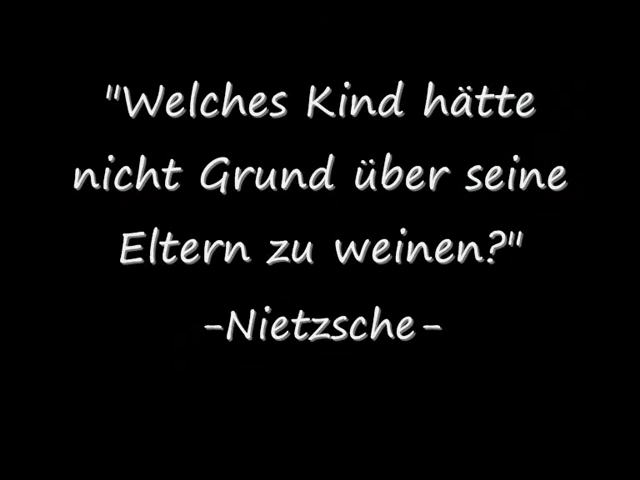 "Welches Kind hätte
nicht Grund über seine
Eltern zu weinen?"
-Nietzsche-